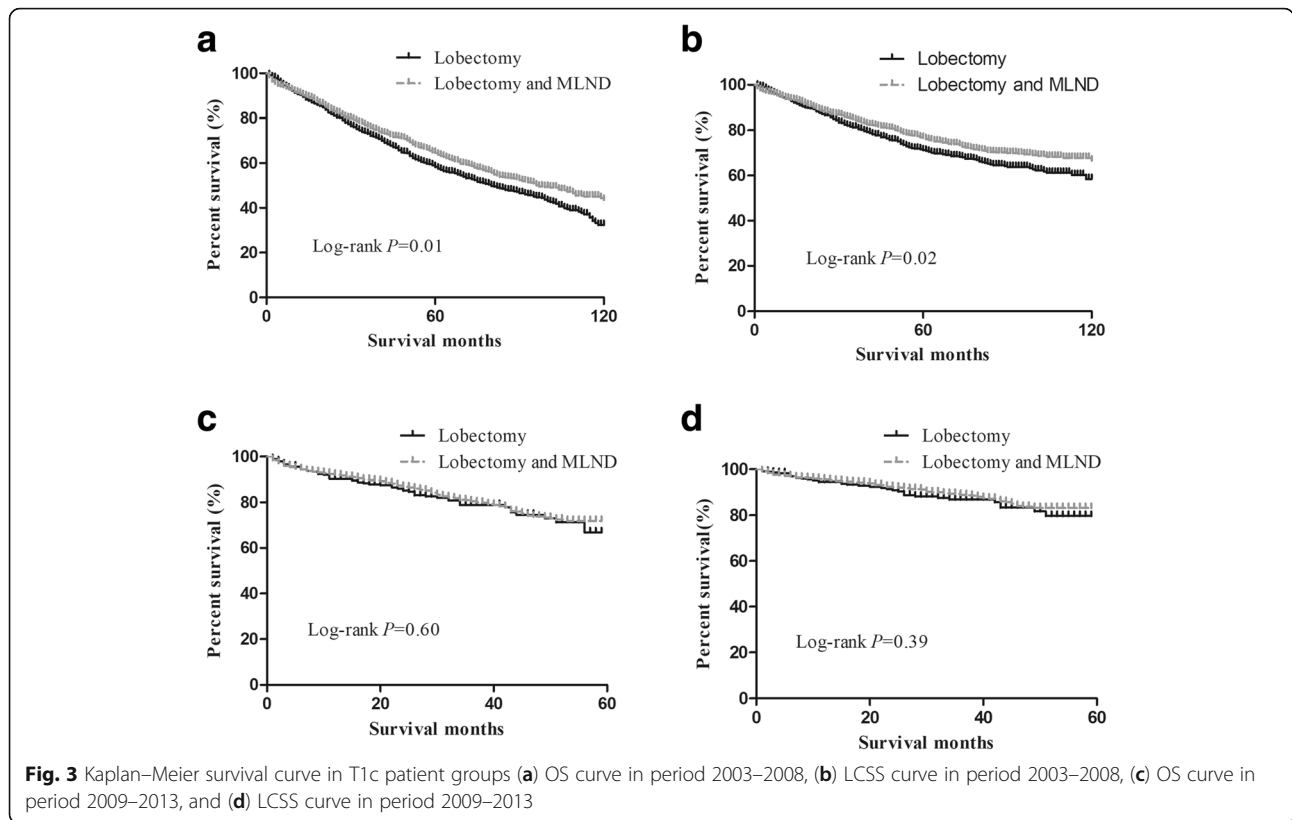 a
Lobectomy
Lobectomy and MLND
Percent survival (%)
100
80
60
40
20
0
0 60 120
Survival months
Log-rank P=0.01
b
Lobectomy
Lobectomy and MLND
Percent survival (%)
100
80
60
40
20
0
0 60 120
Survival months
Log-rank P=0.02
c
Lobectomy
Lobectomy and MLND
Percent survival (%)
100
80
60
40
20
0
0 20 40 60
Survival months
Log-rank P=0.60
d
Lobectomy
Lobectomy and MLND
Percent survival(%)
100
80
60
40
20
0
0 20 40 60
Survival months
Log-rank P=0.39
Fig. 3 Kaplan–Meier survival curve in T1c patient groups (a) OS curve in period 2003–2008, (b) LCSS curve in period 2003–2008, (c) OS curve in
period 2009–2013, and (d) LCSS curve in period 2009–2013